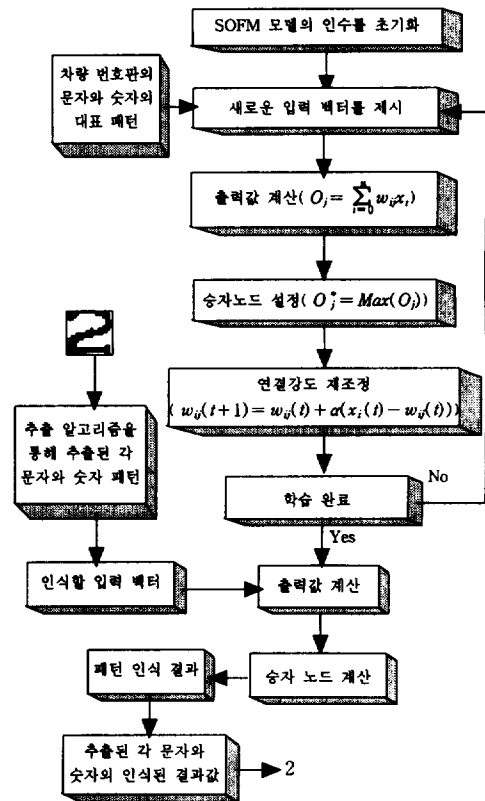 SOFM 모델의 인수를 초기화
차량 번호판의
문자와 숫자의
대표 패턴
새로운 입력 벡터를 제시
출력값 계산( O_j = \sum_{i=0}^{n} w_{ij}x_i)
승자노드 설정( O_j^* = Max(O_j))
2
연결강도 재조정
( w_{ij}(t+1) = w_{ij}(t) + α(x_i(t) − w_{ij}(t)))
추출 알고리즘을
통해 추출된 각
문자와 숫자 패턴
학습 완료
No
Yes
인식할 입력 벡터
출력값 계산
패턴 인식 결과
승자 노드 계산
추출된 각 문자와
숫자의 인식된 결과값
2